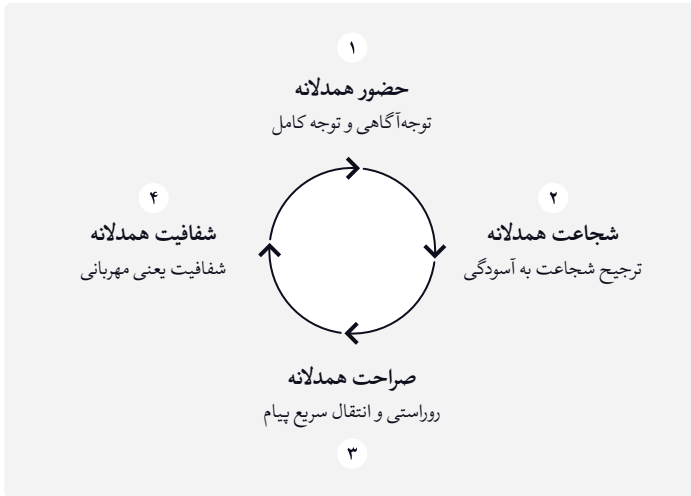 ۱
حضور همدلانه
توجه‌آگاهی و توجه کامل
۲
شجاعت همدلانه
ترجیح شجاعت به آسودگی
صراحت همدلانه
روراستی و انتقال سریع پیام
۳
۴
شفافیت همدلانه
شفافیت یعنی مهربانی